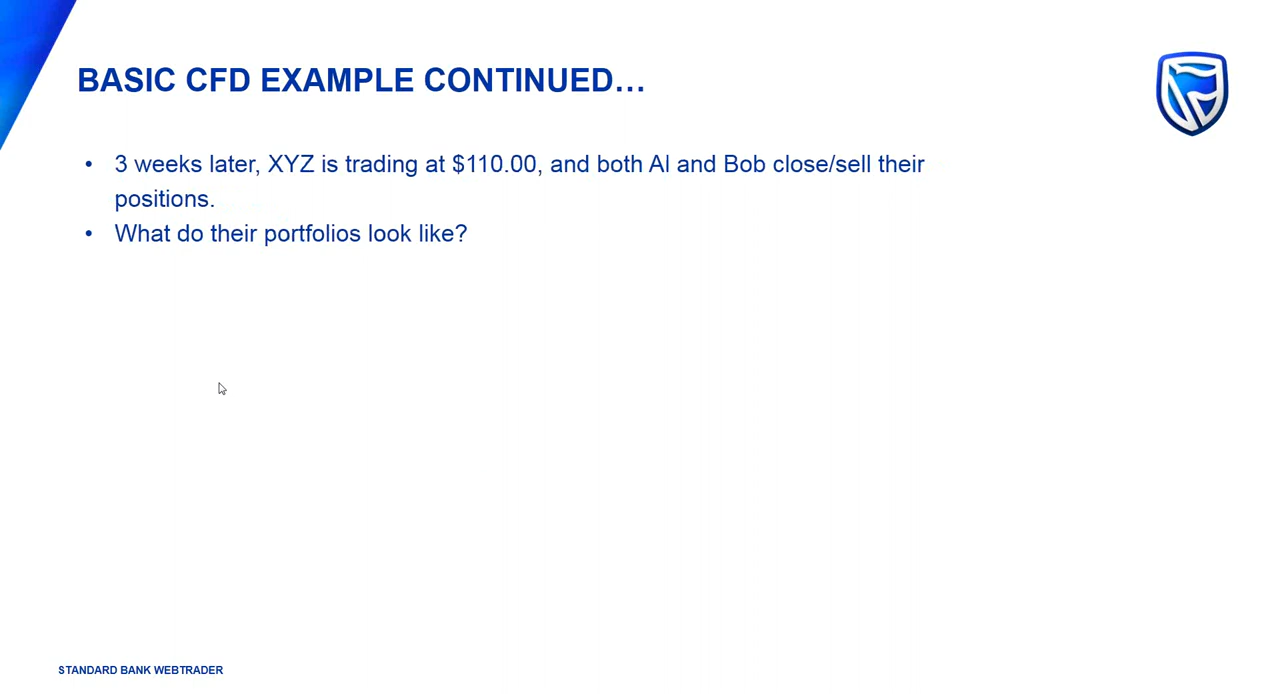 BASIC CFD EXAMPLE CONTINUED…
• 3 weeks later, XYZ is trading at $110.00, and both Al and Bob close/sell their
positions.
• What do their portfolios look like?
STANDARD BANK WEBTRADER